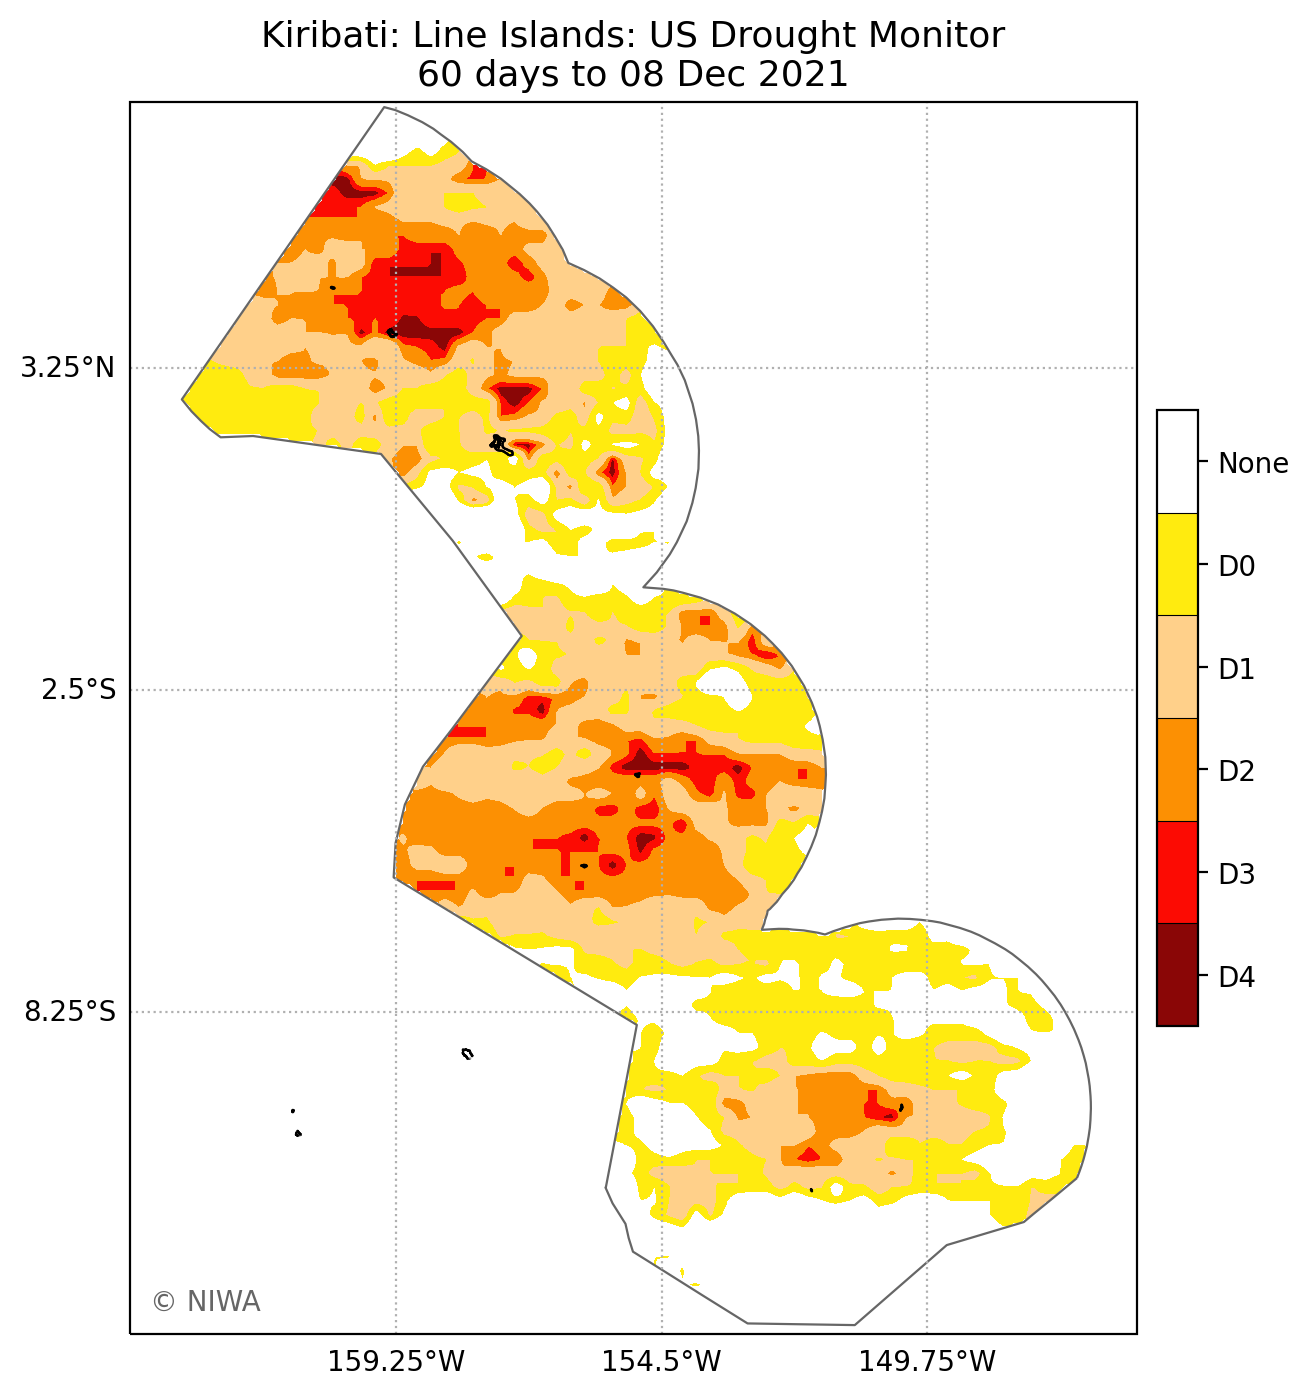 Kiribati: Line Islands: US Drought Monitor
60 days to 08 Dec 2021
3.25°N
2.5°S
8.25°S
159.25°W
154.5°W
149.75°W
None
D0
D1
D2
D3
D4
© NIWA